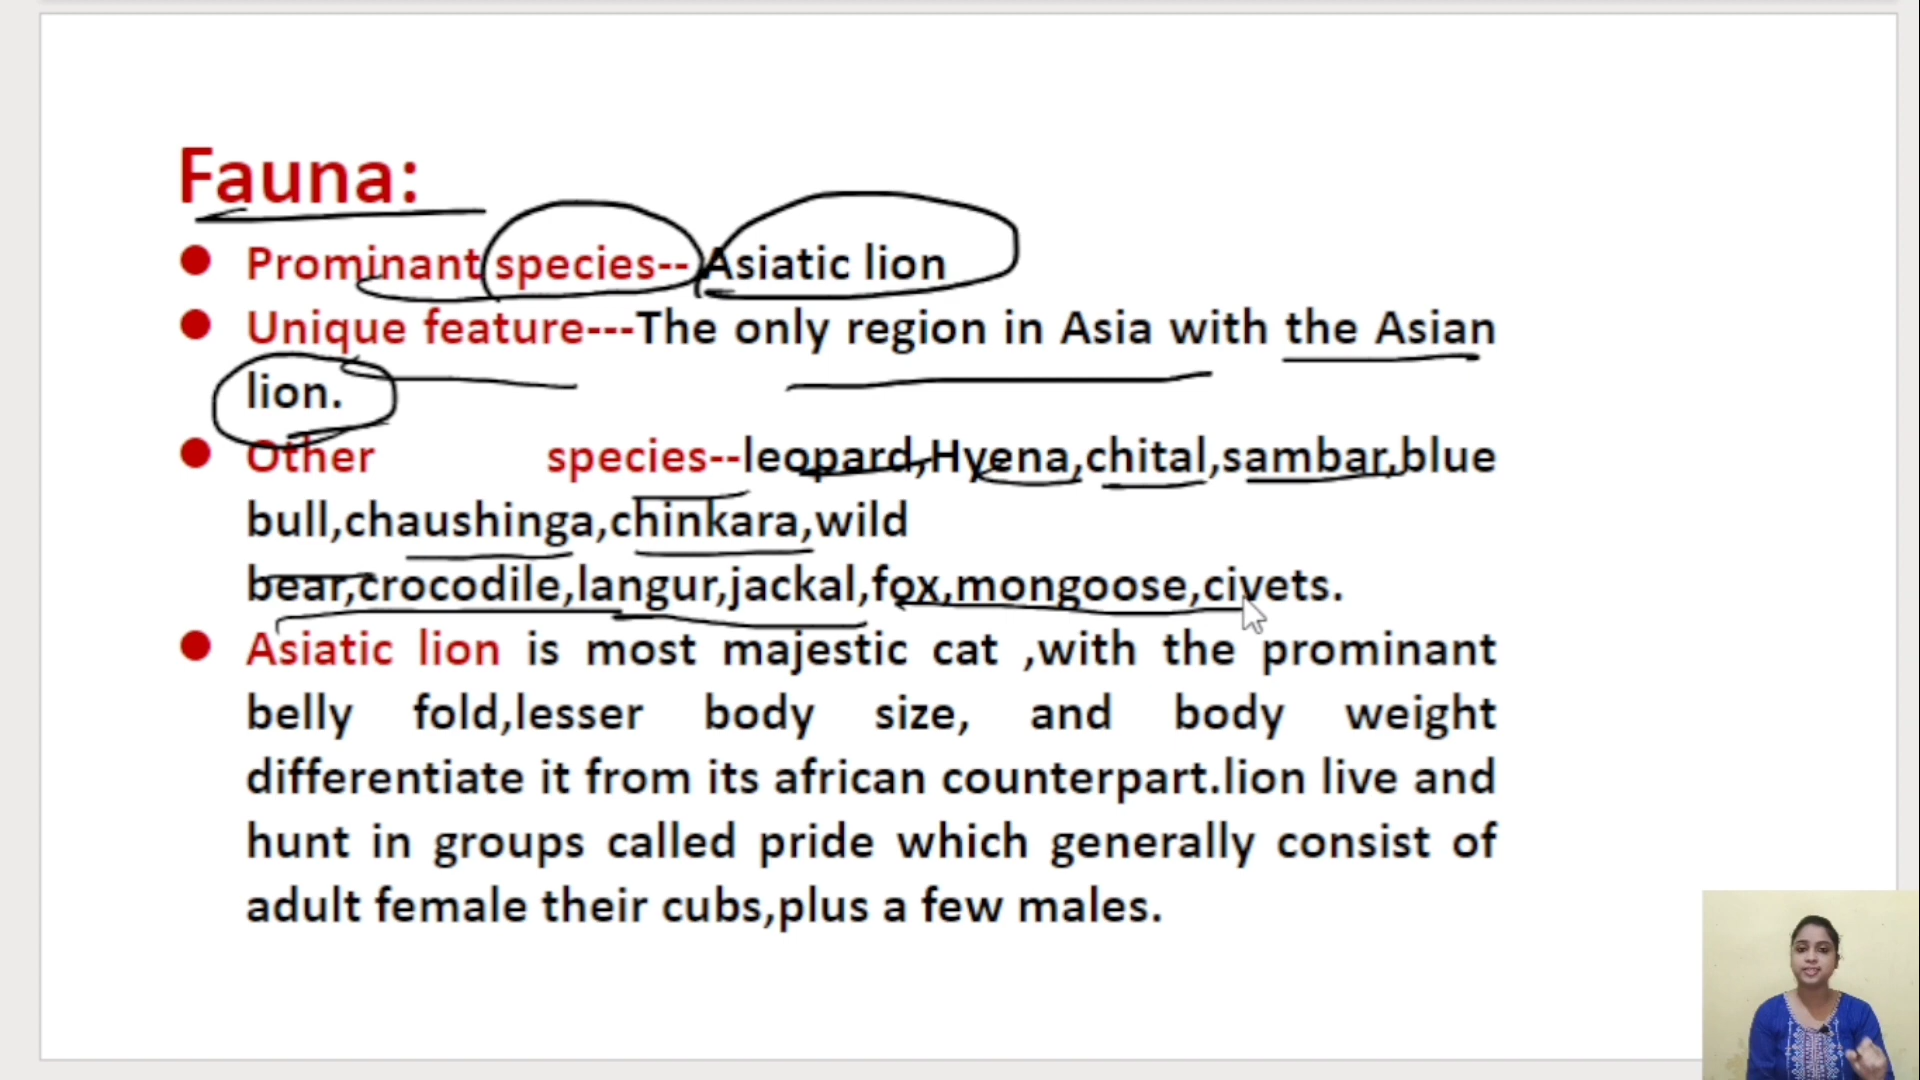 Fauna:
Prominant species-- Asiatic lion
Unique feature---The only region in Asia with the Asian
lion.
Other species--leopard,Hyena,chital,sambar,blue
bull,chaushinga,chinkara,wild
bear,crocodile,langur,jackal,fox,mongoose,civets.
Asiatic lion is most majestic cat ,with the prominant
belly fold,lesser body size, and body weight
differentiate it from its african counterpart.lion live and
hunt in groups called pride which generally consist of
adult female their cubs,plus a few males.